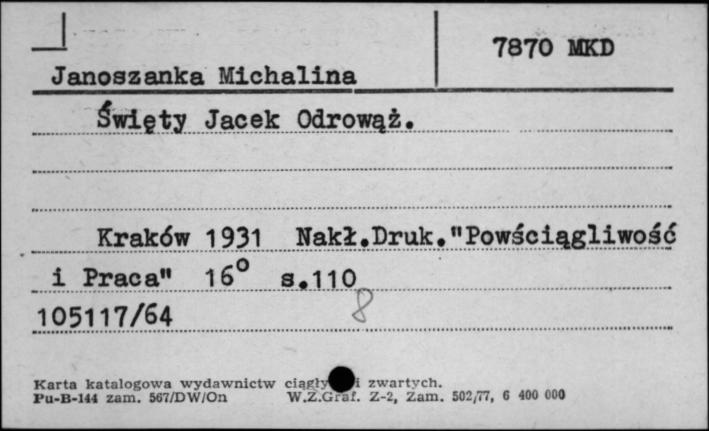 7870 MKD
Janoszanka Michalina
Święty Jacek Odrowąż.
Kraków 1931 Nakł.Druk."Powściągliwość
i Praca" 16° s.110
105117/64 8
Karta katalogowa wydawnictw i zwartych.
Pu-B-144 zam. 567/DW/On W.Z.Graf. Z-2, Zam. 502/77, 6 400 000